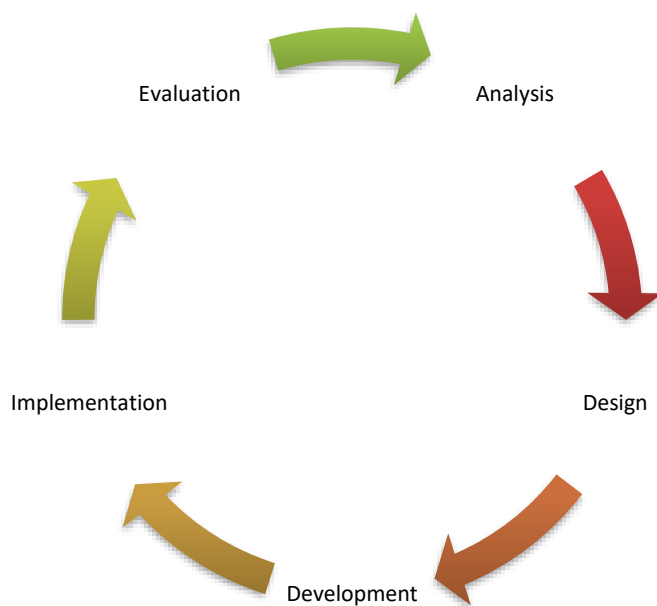 Evaluation
Analysis
Implementation
Design
Development